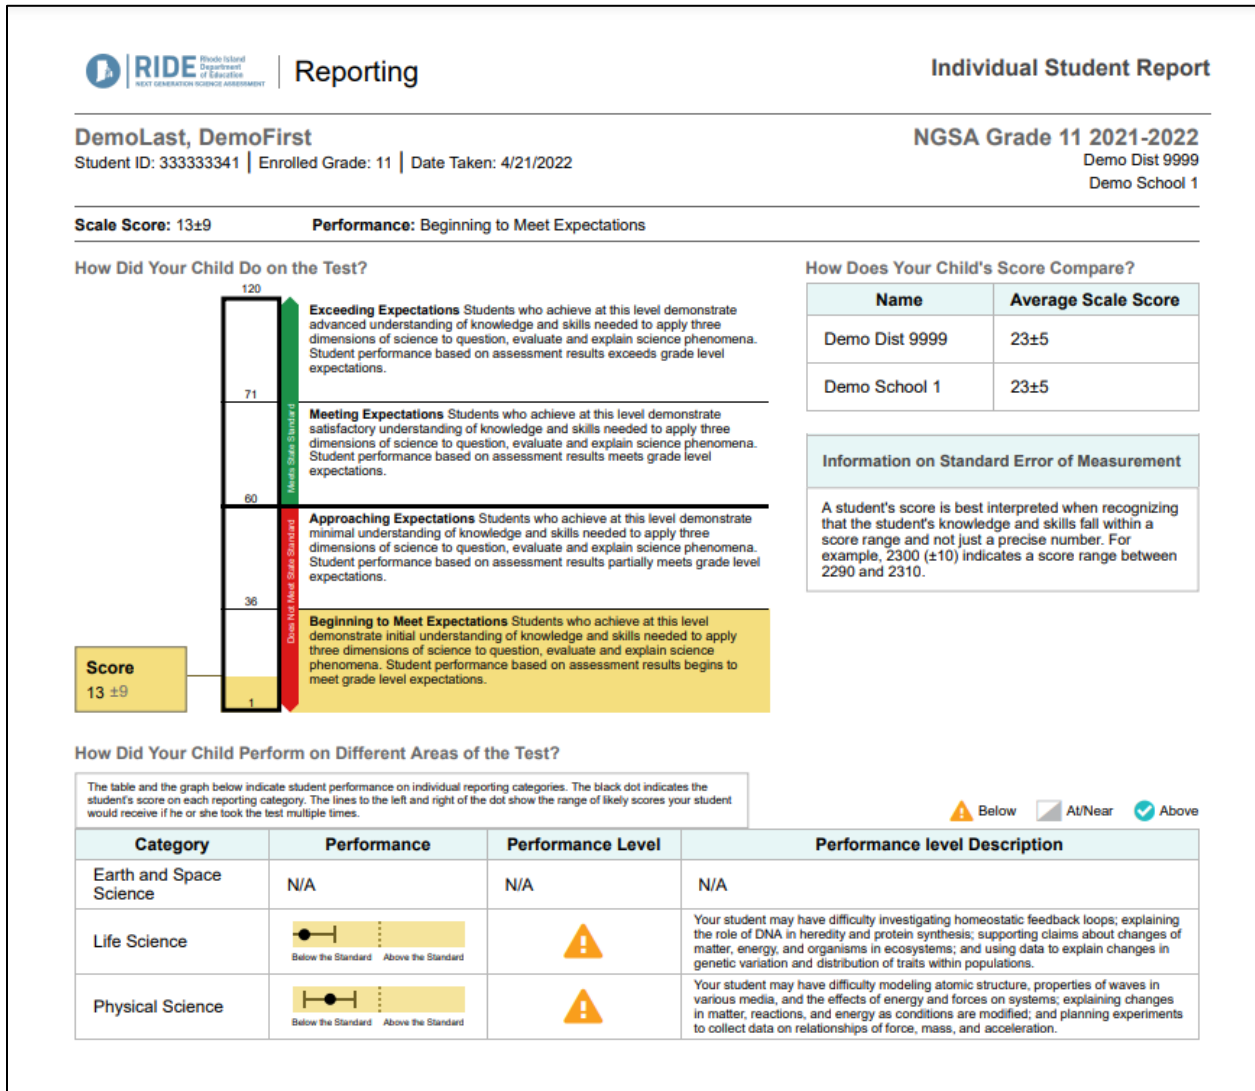 RIDE Rhode Island Department of Education
NEXT GENERATION SCIENCE ASSESSMENT
Reporting
Individual Student Report
DemoLast, DemoFirst
NGSA Grade 11 2021-2022
Student ID: 333333341 | Enrolled Grade: 11 | Date Taken: 4/21/2022
Demo Dist 9999
Demo School 1
Scale Score: 13±9
Performance: Beginning to Meet Expectations
How Did Your Child Do on the Test?
120
71
60
36
1
Meets State Standard
Does Not Meet State Standard
Score
13 ±9
Exceeding Expectations Students who achieve at this level demonstrate
advanced understanding of knowledge and skills needed to apply three
dimensions of science to question, evaluate and explain science phenomena.
Student performance based on assessment results exceeds grade level
expectations.
Meeting Expectations Students who achieve at this level demonstrate
satisfactory understanding of knowledge and skills needed to apply three
dimensions of science to question, evaluate and explain science phenomena.
Student performance based on assessment results meets grade level
expectations.
Approaching Expectations Students who achieve at this level demonstrate
minimal understanding of knowledge and skills needed to apply three
dimensions of science to question, evaluate and explain science phenomena.
Student performance based on assessment results partially meets grade level
expectations.
Beginning to Meet Expectations Students who achieve at this level
demonstrate initial understanding of knowledge and skills needed to apply
three dimensions of science to question, evaluate and explain science
phenomena. Student performance based on assessment results begins to
meet grade level expectations.
How Does Your Child's Score Compare?
Name Average Scale Score
Demo Dist 9999 23±5
Demo School 1 23±5
Information on Standard Error of Measurement
A student's score is best interpreted when recognizing
that the student's knowledge and skills fall within a
score range and not just a precise number. For
example, 2300 (±10) indicates a score range between
2290 and 2310.
How Did Your Child Perform on Different Areas of the Test?
The table and the graph below indicate student performance on individual reporting categories. The black dot indicates the
student's score on each reporting category. The lines to the left and right of the dot show the range of likely scores your student
would receive if he or she took the test multiple times.
Below At/Near Above
Category Performance Performance Level Performance level Description
Earth and Space
Science
N/A N/A N/A
Life Science
Below the Standard Above the Standard
Your student may have difficulty investigating homeostatic feedback loops; explaining
the role of DNA in heredity and protein synthesis; supporting claims about changes of
matter, energy, and organisms in ecosystems; and using data to explain changes in
genetic variation and distribution of traits within populations.
Physical Science
Below the Standard Above the Standard
Your student may have difficulty modeling atomic structure, properties of waves in
various media, and the effects of energy and forces on systems; explaining changes
in matter, reactions, and energy as conditions are modified; and planning experiments
to collect data on relationships of force, mass, and acceleration.